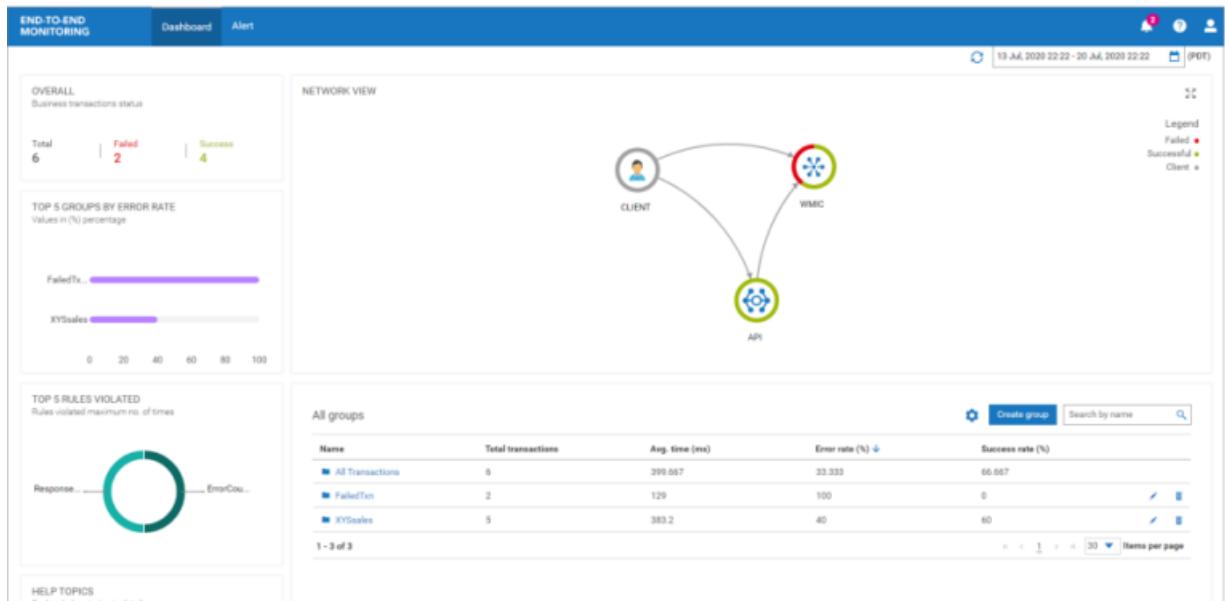 END-TO-END
MONITORING
Dashboard
Alert
2
13 Jul, 2020 22:22 - 20 Jul, 2020 22:22
(PDT)
OVERALL
Business transactions status
Total
6
Failed
2
Success
4
TOP 5 GROUPS BY ERROR RATE
Values in (%) percentage
FailedTx...
XYSsales
0 20 40 60 80 100
TOP 5 RULES VIOLATED
Rules violated maximum no. of times
Response...
ErrorCou...
HELP TOPICS
NETWORK VIEW
Legend
Failed
Successful
Client
CLIENT
WMIC
API
All groups
Create group
Search by name
Name Total transactions Avg. time (ms) Error rate (%) Success rate (%)
All Transactions 6 399.667 33.333 66.667
FailedTxn 2 129 100 0
XYSsales 5 383.2 40 60
1 - 3 of 3
1
30
Items per page